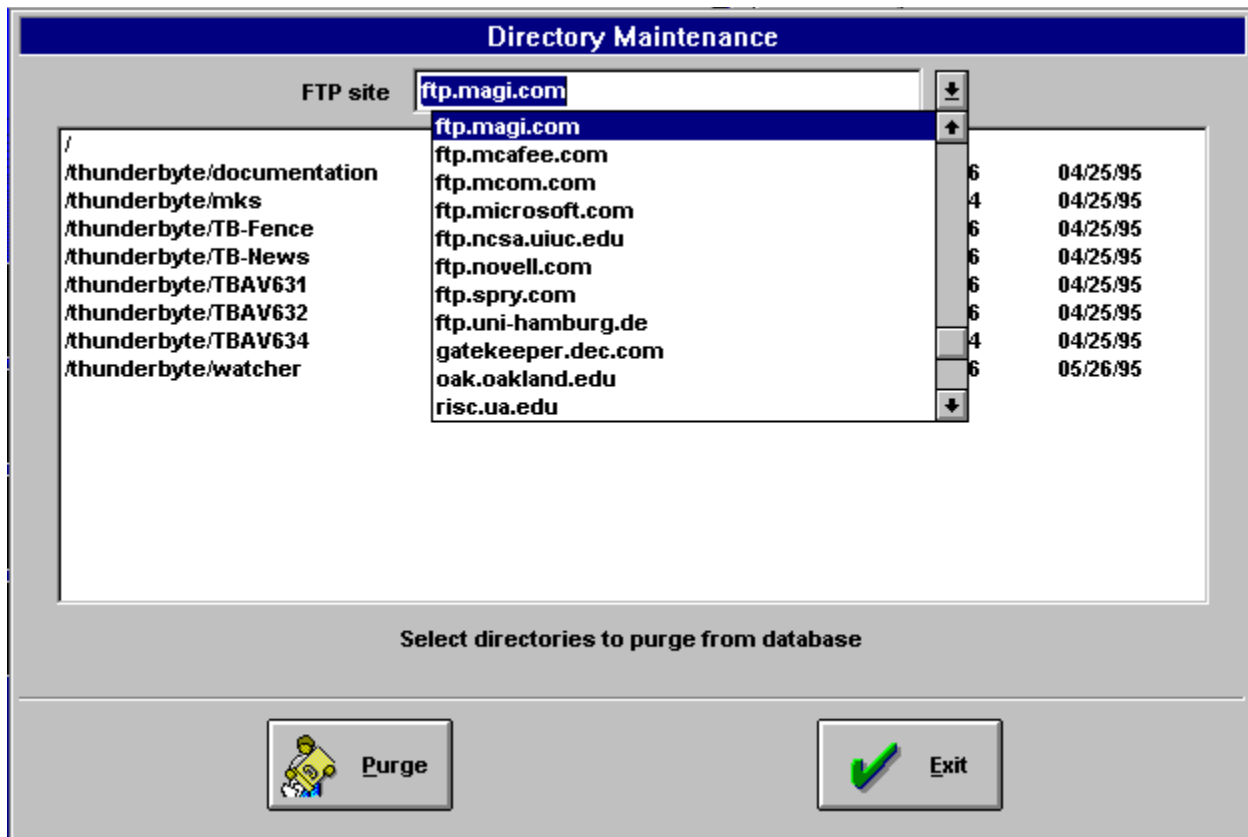 Directory Maintenance
FTP site ftp.magi.com
ftp.magi.com
ftp.mcafee.com
ftp.mcom.com
ftp.microsoft.com
ftp.ncsa.uiuc.edu
ftp.novell.com
ftp.spry.com
ftp.uni-hamburg.de
gatekeeper.dec.com
oak.oakland.edu
risc.ua.edu
/
/thunderbyte/documentation 6 04/25/95
/thunderbyte/mks 4 04/25/95
/thunderbyte/TB-Fence 6 04/25/95
/thunderbyte/TB-News 6 04/25/95
/thunderbyte/TBAV631 6 04/25/95
/thunderbyte/TBAV632 6 04/25/95
/thunderbyte/TBAV634 4 04/25/95
/thunderbyte/watcher 6 05/26/95
Select directories to purge from database
Purge
Exit